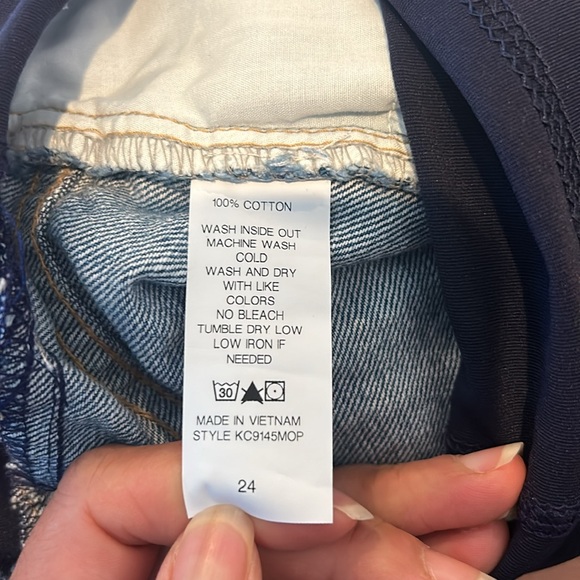 100% COTTON
WASH INSIDE OUT
MACHINE WASH
COLD
WASH AND DRY
WITH LIKE
COLORS
NO BLEACH
TUMBLE DRY LOW
LOW IRON IF
NEEDED
30
MADE IN VIETNAM
STYLE KC9145MOP
24